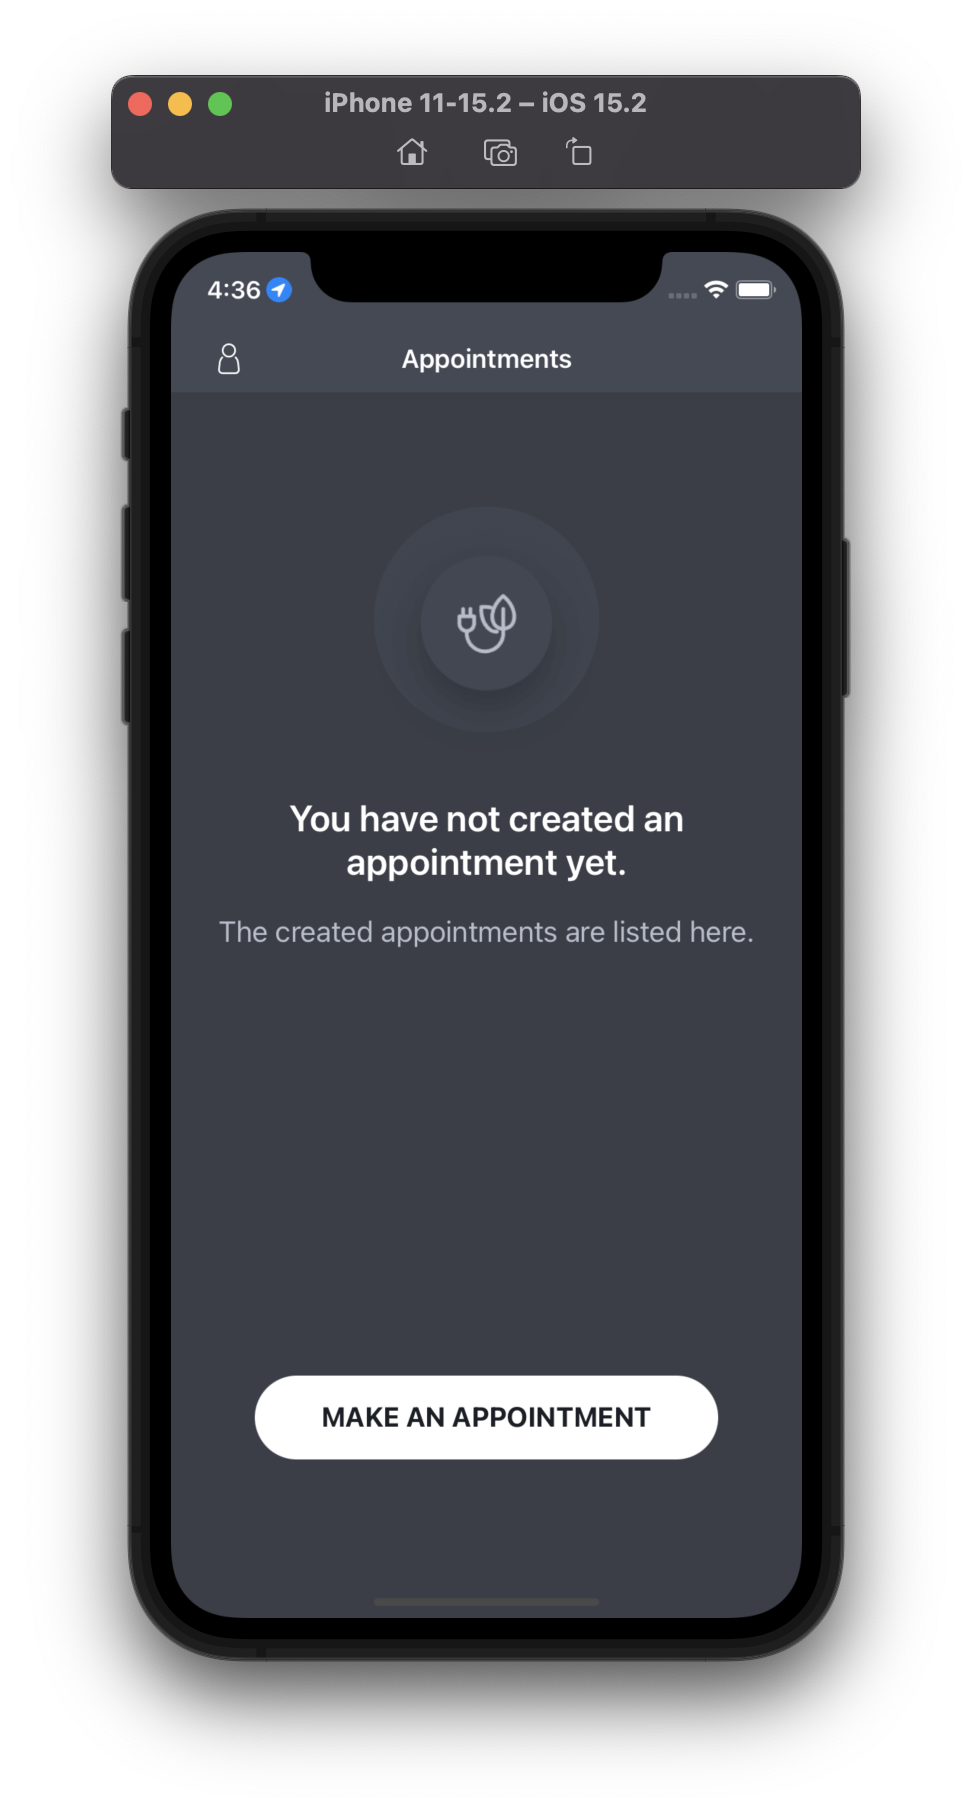 iPhone 11-15.2 – iOS 15.2
4:36
Appointments
You have not created an
appointment yet.
The created appointments are listed here.
MAKE AN APPOINTMENT